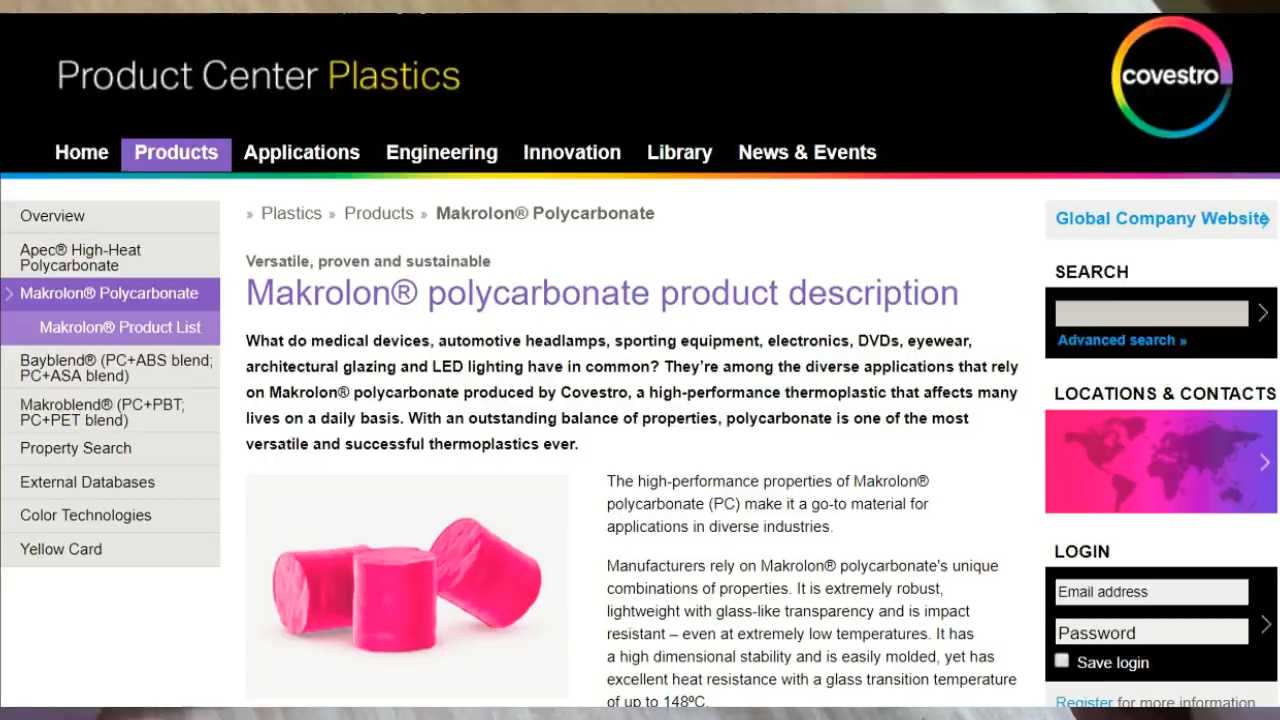 Product Center Plastics
covestro
Home
Products
Applications
Engineering
Innovation
Library
News & Events
Overview
Apec® High-Heat
Polycarbonate
Makrolon® Polycarbonate
Makrolon® Product List
Bayblend® (PC+ABS blend;
PC+ASA blend)
Makroblend® (PC+PBT;
PC+PET blend)
Property Search
External Databases
Color Technologies
Yellow Card
» Plastics » Products » Makrolon® Polycarbonate
Versatile, proven and sustainable
Makrolon® polycarbonate product description
What do medical devices, automotive headlamps, sporting equipment, electronics, DVDs, eyewear,
architectural glazing and LED lighting have in common? They're among the diverse applications that rely
on Makrolon® polycarbonate produced by Covestro, a high-performance thermoplastic that affects many
lives on a daily basis. With an outstanding balance of properties, polycarbonate is one of the most
versatile and successful thermoplastics ever.
The high-performance properties of Makrolon®
polycarbonate (PC) make it a go-to material for
applications in diverse industries.
Manufacturers rely on Makrolon® polycarbonate's unique
combinations of properties. It is extremely robust,
lightweight with glass-like transparency and is impact
resistant – even at extremely low temperatures. It has
a high dimensional stability and is easily molded, yet has
excellent heat resistance with a glass transition temperature
of up to 148ºC.
Global Company Website
SEARCH
Advanced search »
LOCATIONS & CONTACTS
LOGIN
Email address
Password
Save login
Register for more information